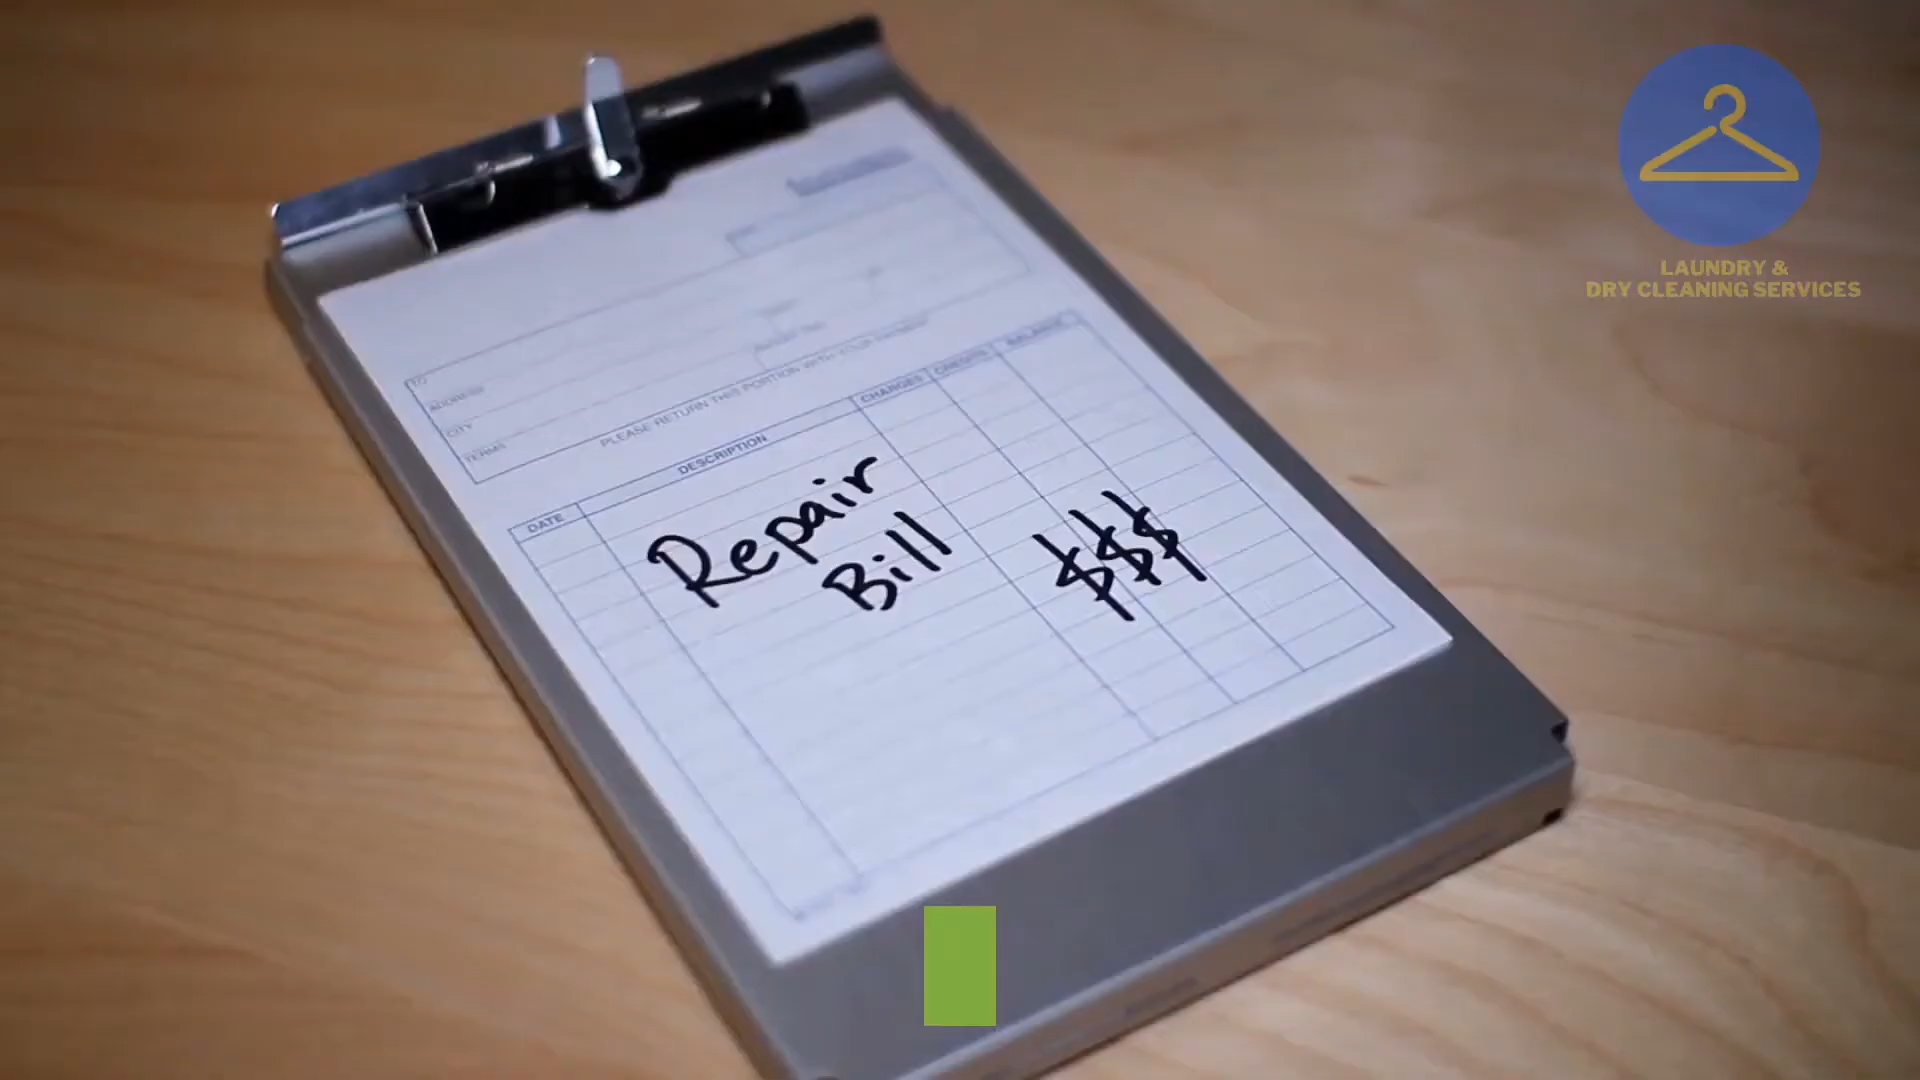 LAUNDRY &
DRY CLEANING SERVICES
TO
ADDRESS
CITY
TERMS
PLEASE RETURN THIS PORTION WITH YOUR PAYMENT
DATE DESCRIPTION CHARGES CREDITS BALANCE
Repair
Bill $$$